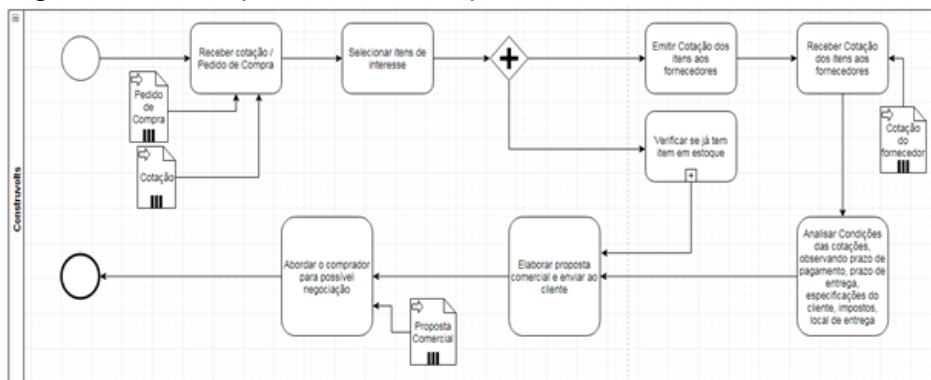 Construvolts
Receber cotação /
Pedido de Compra
Selecionar itens de
interesse
Emitir Cotação dos
itens aos
fornecedores
Receber Cotação
dos itens aos
fornecedores
Pedido
de
Compra
Cotação
Verificar se já tem
item em estoque
Cotação
do
fornecedor
Abordar o comprador
para possível
negociação
Proposta
Comercial
Elaborar proposta
comercial e enviar ao
cliente
Analisar Condições
das cotações,
observando prazo de
pagamento, prazo de
entrega,
especificações do
cliente, impostos,
local de entrega